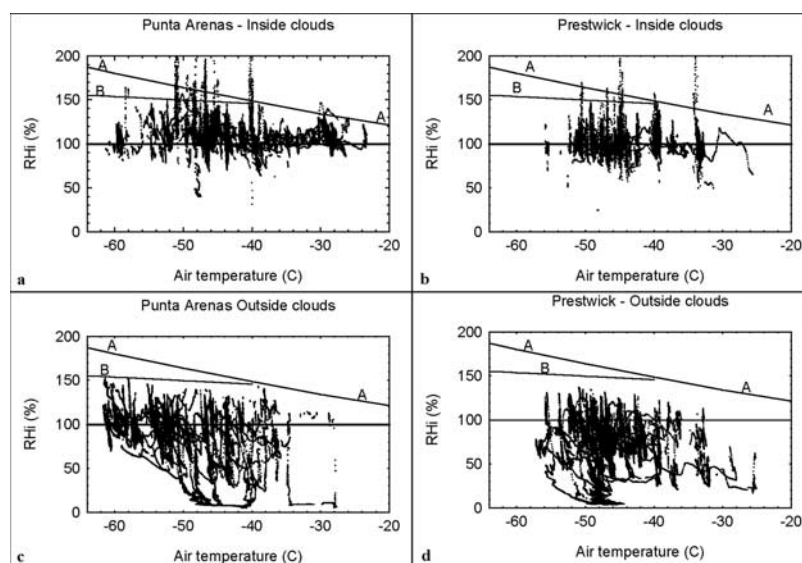 Punta Arenas - Inside clouds
200
150
100
50
0
RHi (%)
A
B
A
-60 -50 -40 -30 -20
Air temperature (C)
a
Prestwick - Inside clouds
200
150
100
50
0
RHi (%)
A
B
A
-60 -50 -40 -30 -20
Air temperature (C)
b
Punta Arenas Outside clouds
200
150
100
50
0
RHi (%)
A
B
A
-60 -50 -40 -30 -20
Air temperature (C)
c
Prestwick - Outside clouds
200
150
100
50
0
RHi (%)
A
B
A
-60 -50 -40 -30 -20
Air temperature (C)
d